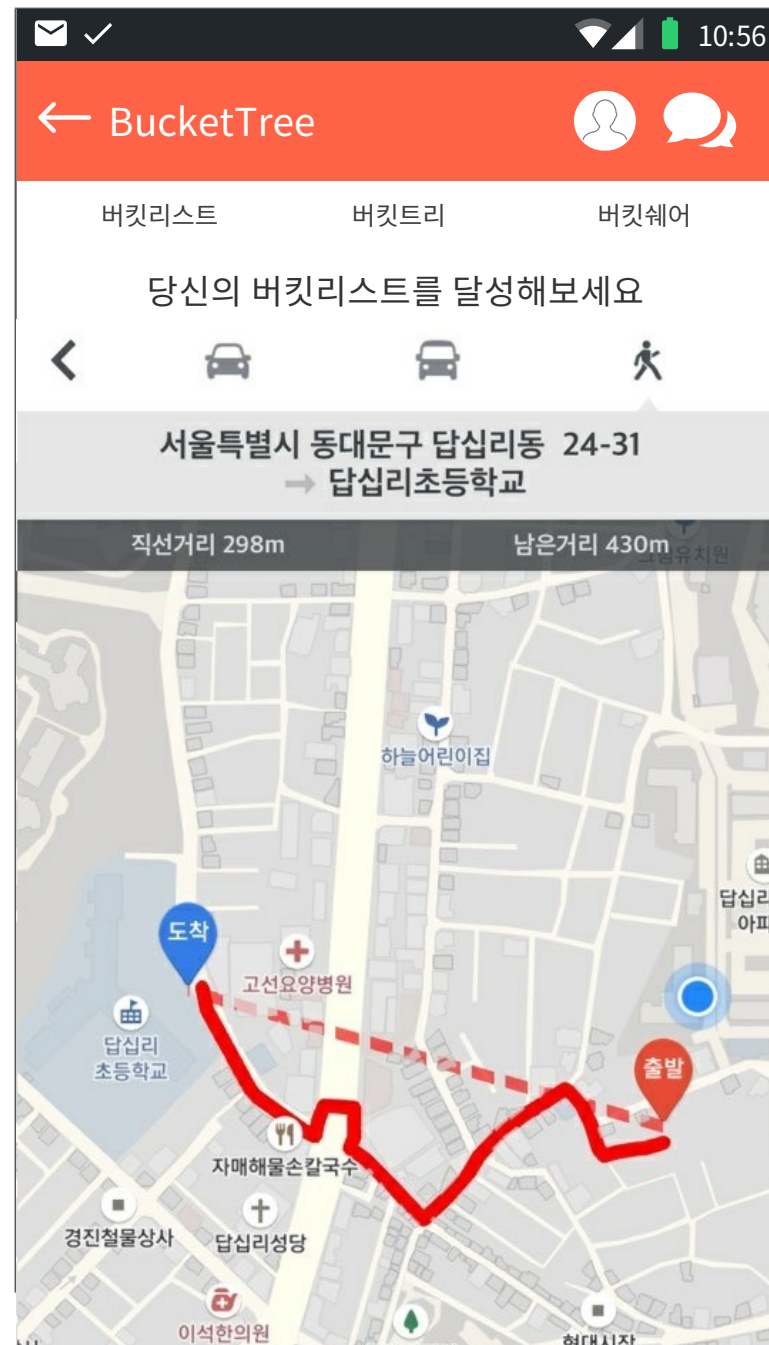 10:56
BucketTree
버킷리스트 버킷트리 버킷쉐어
당신의 버킷리스트를 달성해보세요
서울특별시 동대문구 답십리동 24-31
➡ 답십리초등학교
직선거리 298m 남은거리 430m
하늘어린이집
도착
고선요양병원
답십리
초등학교
출발
자매해물손칼국수
경진철물상사
답십리성당
이석한의원
현대시장